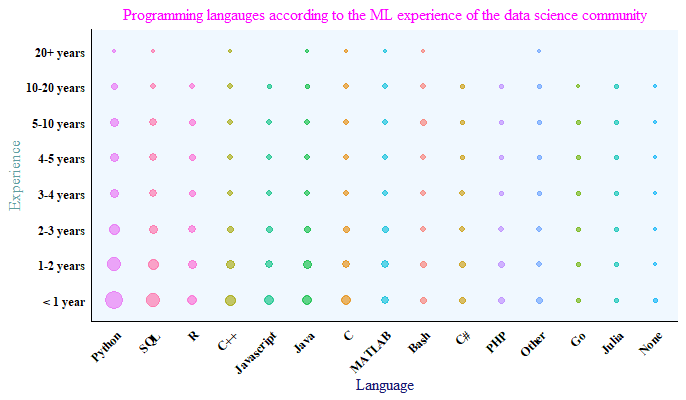 Programming langauges according to the ML experience of the data science community
20+ years
10-20 years
5-10 years
4-5 years
3-4 years
2-3 years
1-2 years
< 1 year
Experience
Python
SQL
R
C++
Javascript
Java
C
MATLAB
Bash
C#
PHP
Other
Go
Julia
None
Language